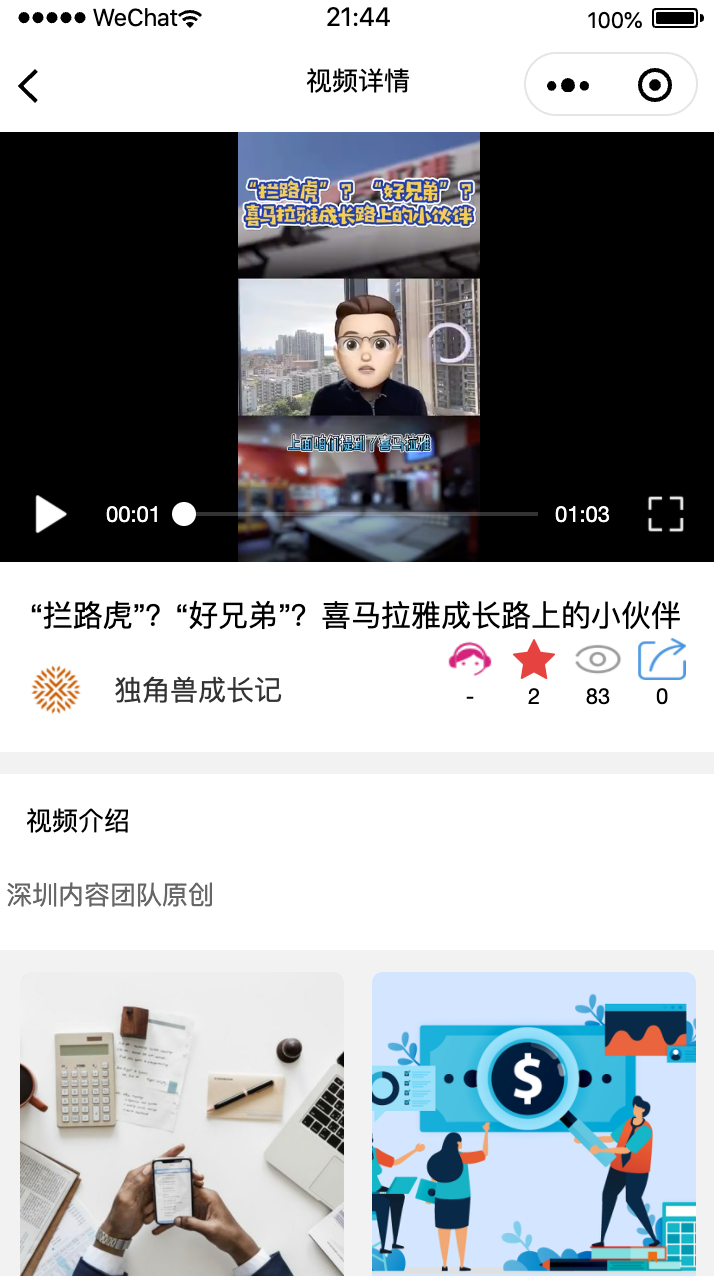 WeChat
21:44
100%
视频详情
“拦路虎”？ “好兄弟”？
喜马拉雅成长路上的小伙伴
上面咱们提到了喜马拉雅
00:01
01:03
“拦路虎”？“好兄弟”？喜马拉雅成长路上的小伙伴
独角兽成长记
-
2
83
0
视频介绍
深圳内容团队原创
$